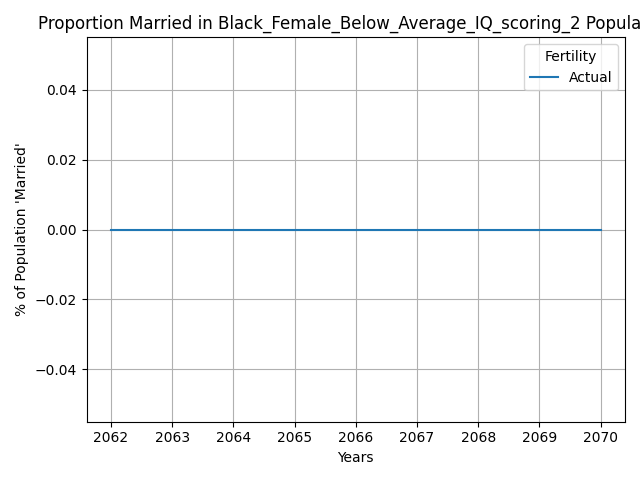 Proportion Married in Black_Female_Below_Average_IQ_scoring_2 Popula
Fertility
Actual
% of Population 'Married'
0.04
0.02
0.00
−0.02
−0.04
2062 2063 2064 2065 2066 2067 2068 2069 2070
Years